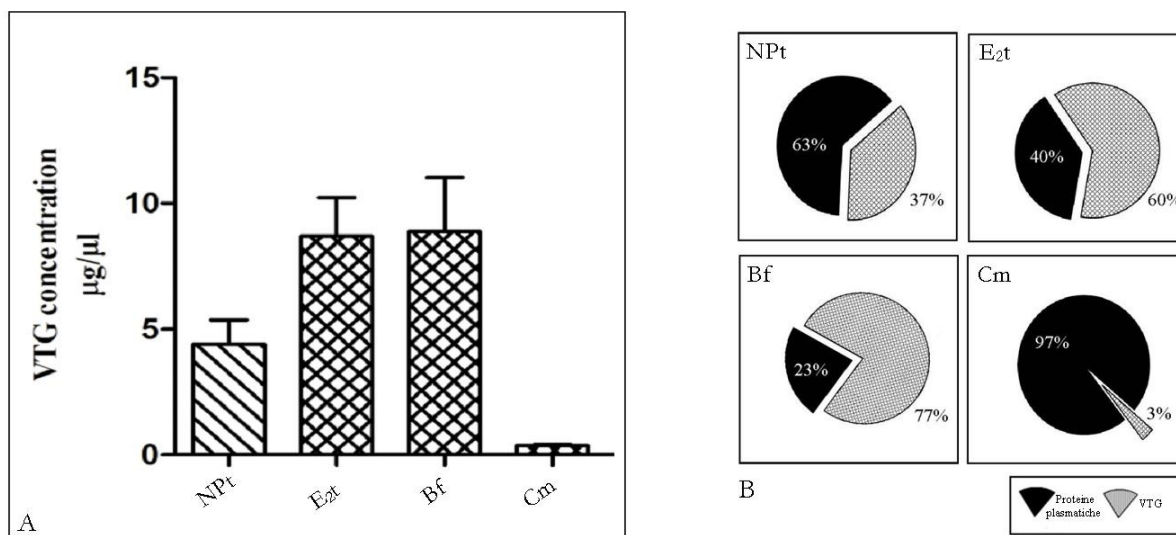 15
10
5
0
VTG concentration
µg/µl
NPt
E₂t
Bf
Cm
A
NPt
63%
37%
E₂t
40%
60%
Bf
23%
77%
Cm
97%
3%
B
Proteine
plasmatiche
VTG